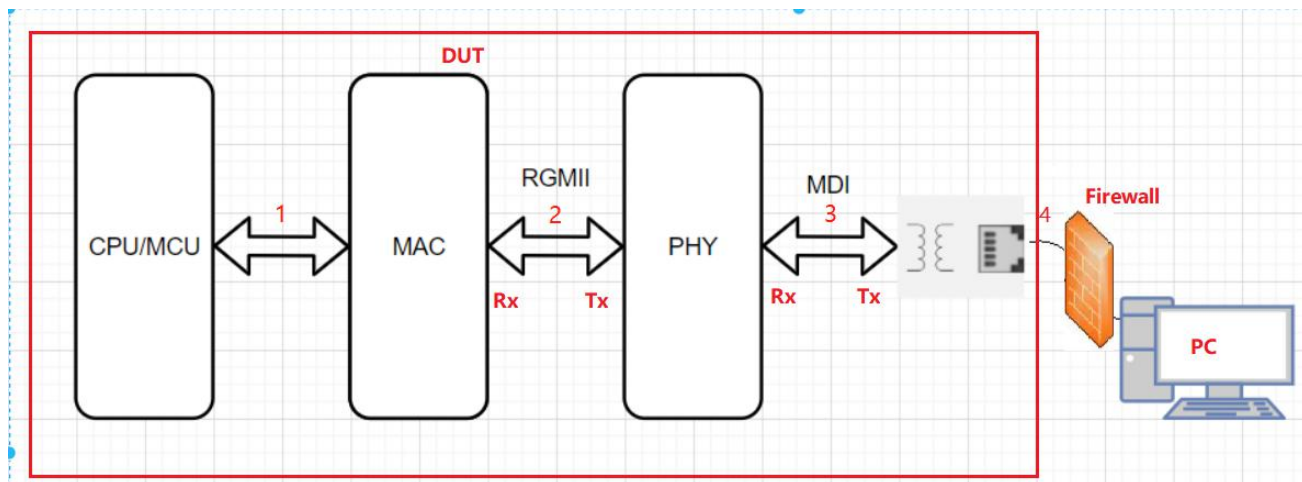 DUT
CPU/MCU
1
MAC
RGMII
2
Rx
Tx
PHY
MDI
3
Rx
Tx
4
Firewall
PC